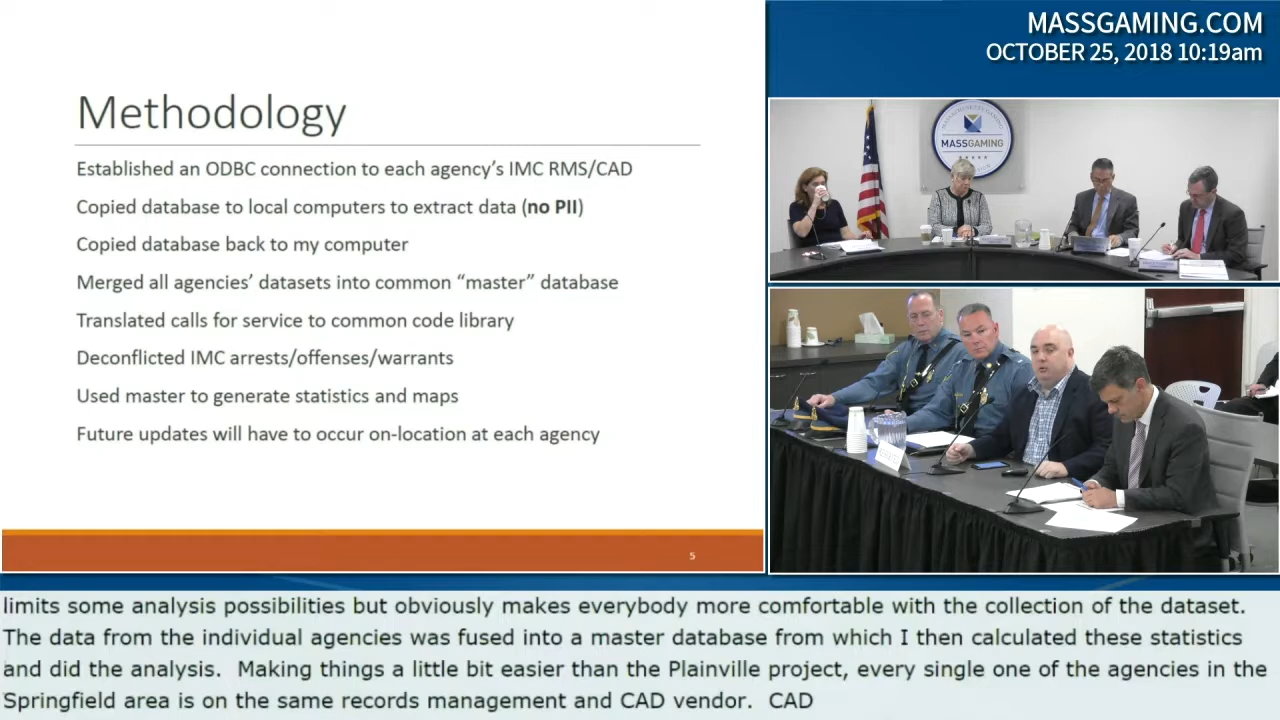 MASSGAMING.COM
OCTOBER 25, 2018 10:19am
Methodology
Established an ODBC connection to each agency's IMC RMS/CAD
Copied database to local computers to extract data (no PII)
Copied database back to my computer
Merged all agencies' datasets into common “master” database
Translated calls for service to common code library
Deconflicted IMC arrests/offenses/warrants
Used master to generate statistics and maps
Future updates will have to occur on-location at each agency
5
MASSGAMING
limits some analysis possibilities but obviously makes everybody more comfortable with the collection of the dataset.
The data from the individual agencies was fused into a master database from which I then calculated these statistics
and did the analysis.  Making things a little bit easier than the Plainville project, every single one of the agencies in the
Springfield area is on the same records management and CAD vendor.  CAD